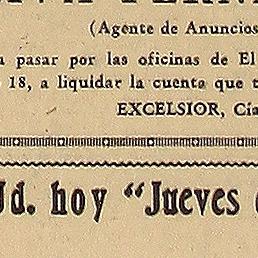 (Agente de Anuncios
pasar por las oficinas de El
18, a liquidar la cuenta que
EXCELSIOR, Cía
Ud. hoy "Jueves